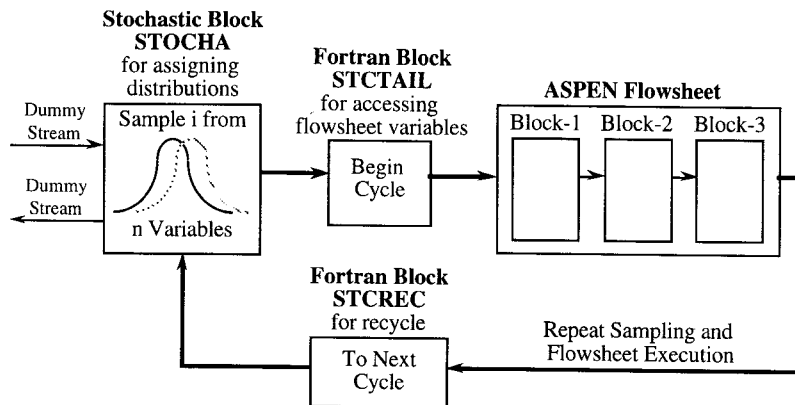 Stochastic Block
STOCHA
for assigning
distributions
Dummy
Stream
Dummy
Stream
Sample i from
n Variables
Fortran Block
STCTAIL
for accessing
flowsheet variables
Begin
Cycle
ASPEN Flowsheet
Block-1
Block-2
Block-3
Fortran Block
STCREC
for recycle
To Next
Cycle
Repeat Sampling and
Flowsheet Execution